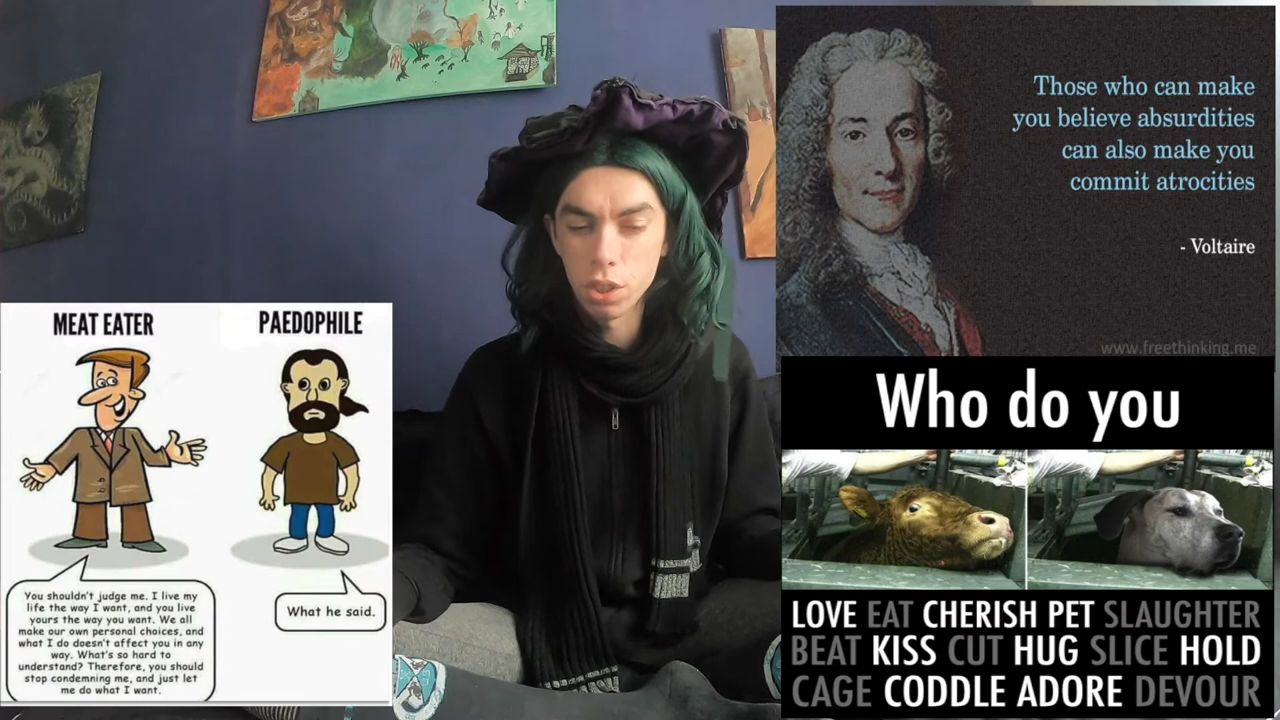 MEAT EATER
PAEDOPHILE
You shouldn't judge me. I live my
life the way I want, and you live
yours the way you want. We all
make our own personal choices, and
what I do doesn't affect you in any
way. What's so hard to
understand? Therefore, you should
stop condemning me, and just let
me do what I want.
What he said.
Those who can make
you believe absurdities
can also make you
commit atrocities
- Voltaire
www.freethinking.me
Who do you
LOVE EAT CHERISH PET SLAUGHTER
BEAT KISS CUT HUG SLICE HOLD
CAGE CODDLE ADORE DEVOUR